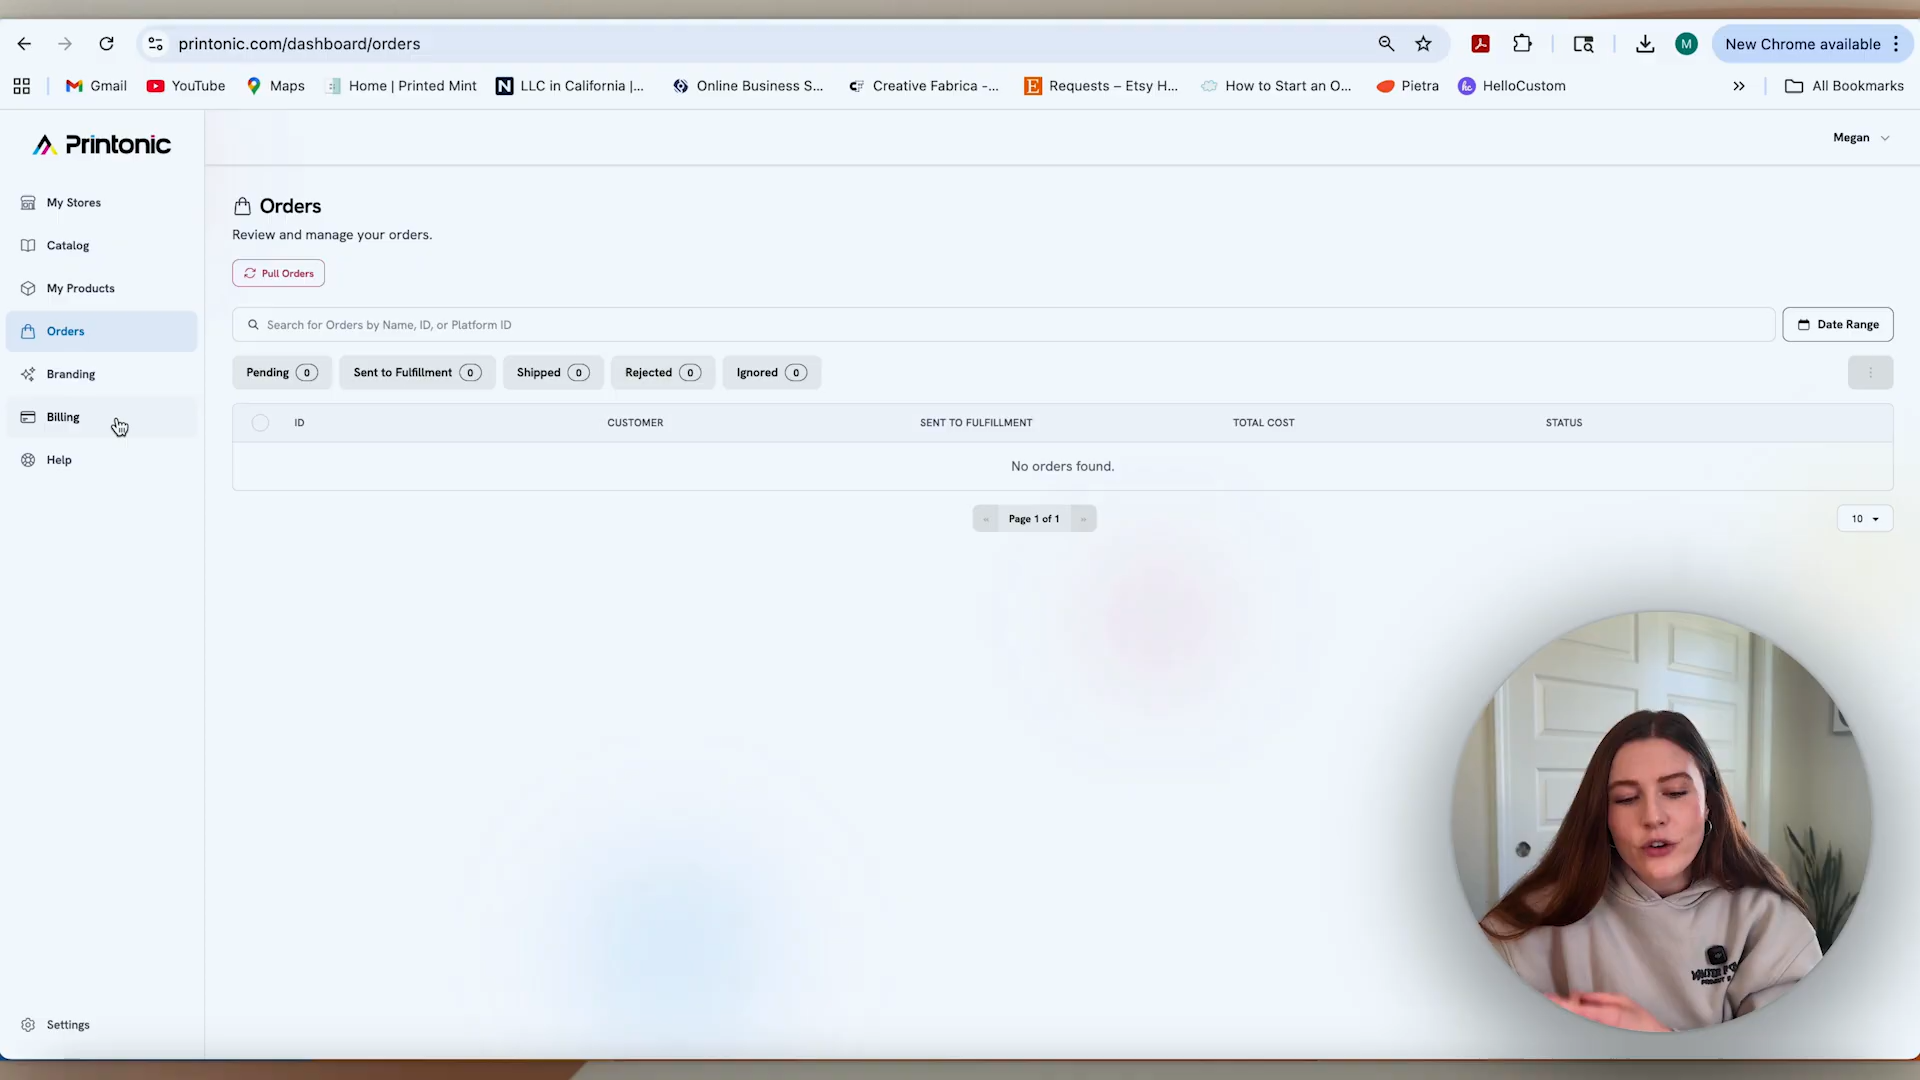 printonic.com/dashboard/orders
M
New Chrome available
Gmail
YouTube
Maps
Home | Printed Mint
LLC in California |...
Online Business S...
Creative Fabrica -...
Requests – Etsy H...
How to Start an O...
Pietra
hc
HelloCustom
All Bookmarks
Printonic
Megan
My Stores
Catalog
My Products
Orders
Branding
Billing
Help
Settings
Orders
Review and manage your orders.
Pull Orders
Search for Orders by Name, ID, or Platform ID
Date Range
Pending 0
Sent to Fulfillment 0
Shipped 0
Rejected 0
Ignored 0
ID CUSTOMER SENT TO FULFILLMENT TOTAL COST STATUS
No orders found.
« Page 1 of 1 »
10